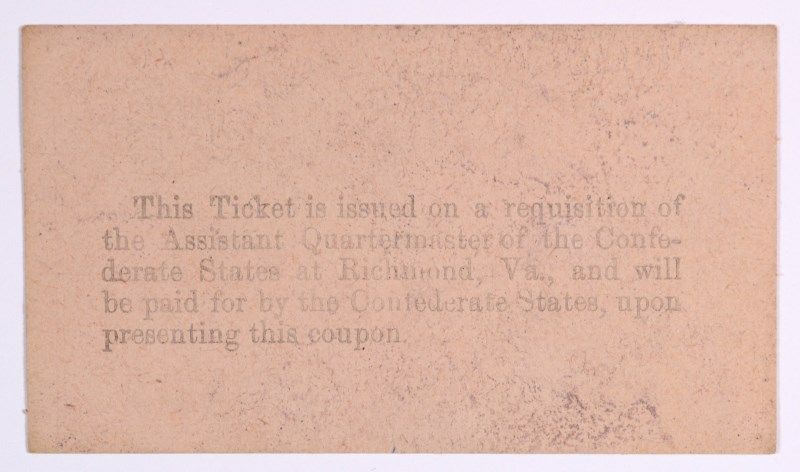 This Ticket is issued on a requisition of
the Assistant Quartermaster of the Confe-
derate States at Richmond, Va., and will
be paid for by the Confederate States, upon
presenting this coupon.